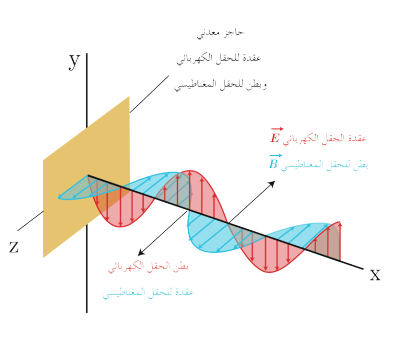 حاجز معدني
عقدة للحقل الكهربائي
وبطن للحقل المغناطيسي
y
عقدة الحقل الكهربائي E
بطن للحقل المغناطيسي B
z
x
بطن الحقل الكهربائي
عقدة للحقل المغناطيسي